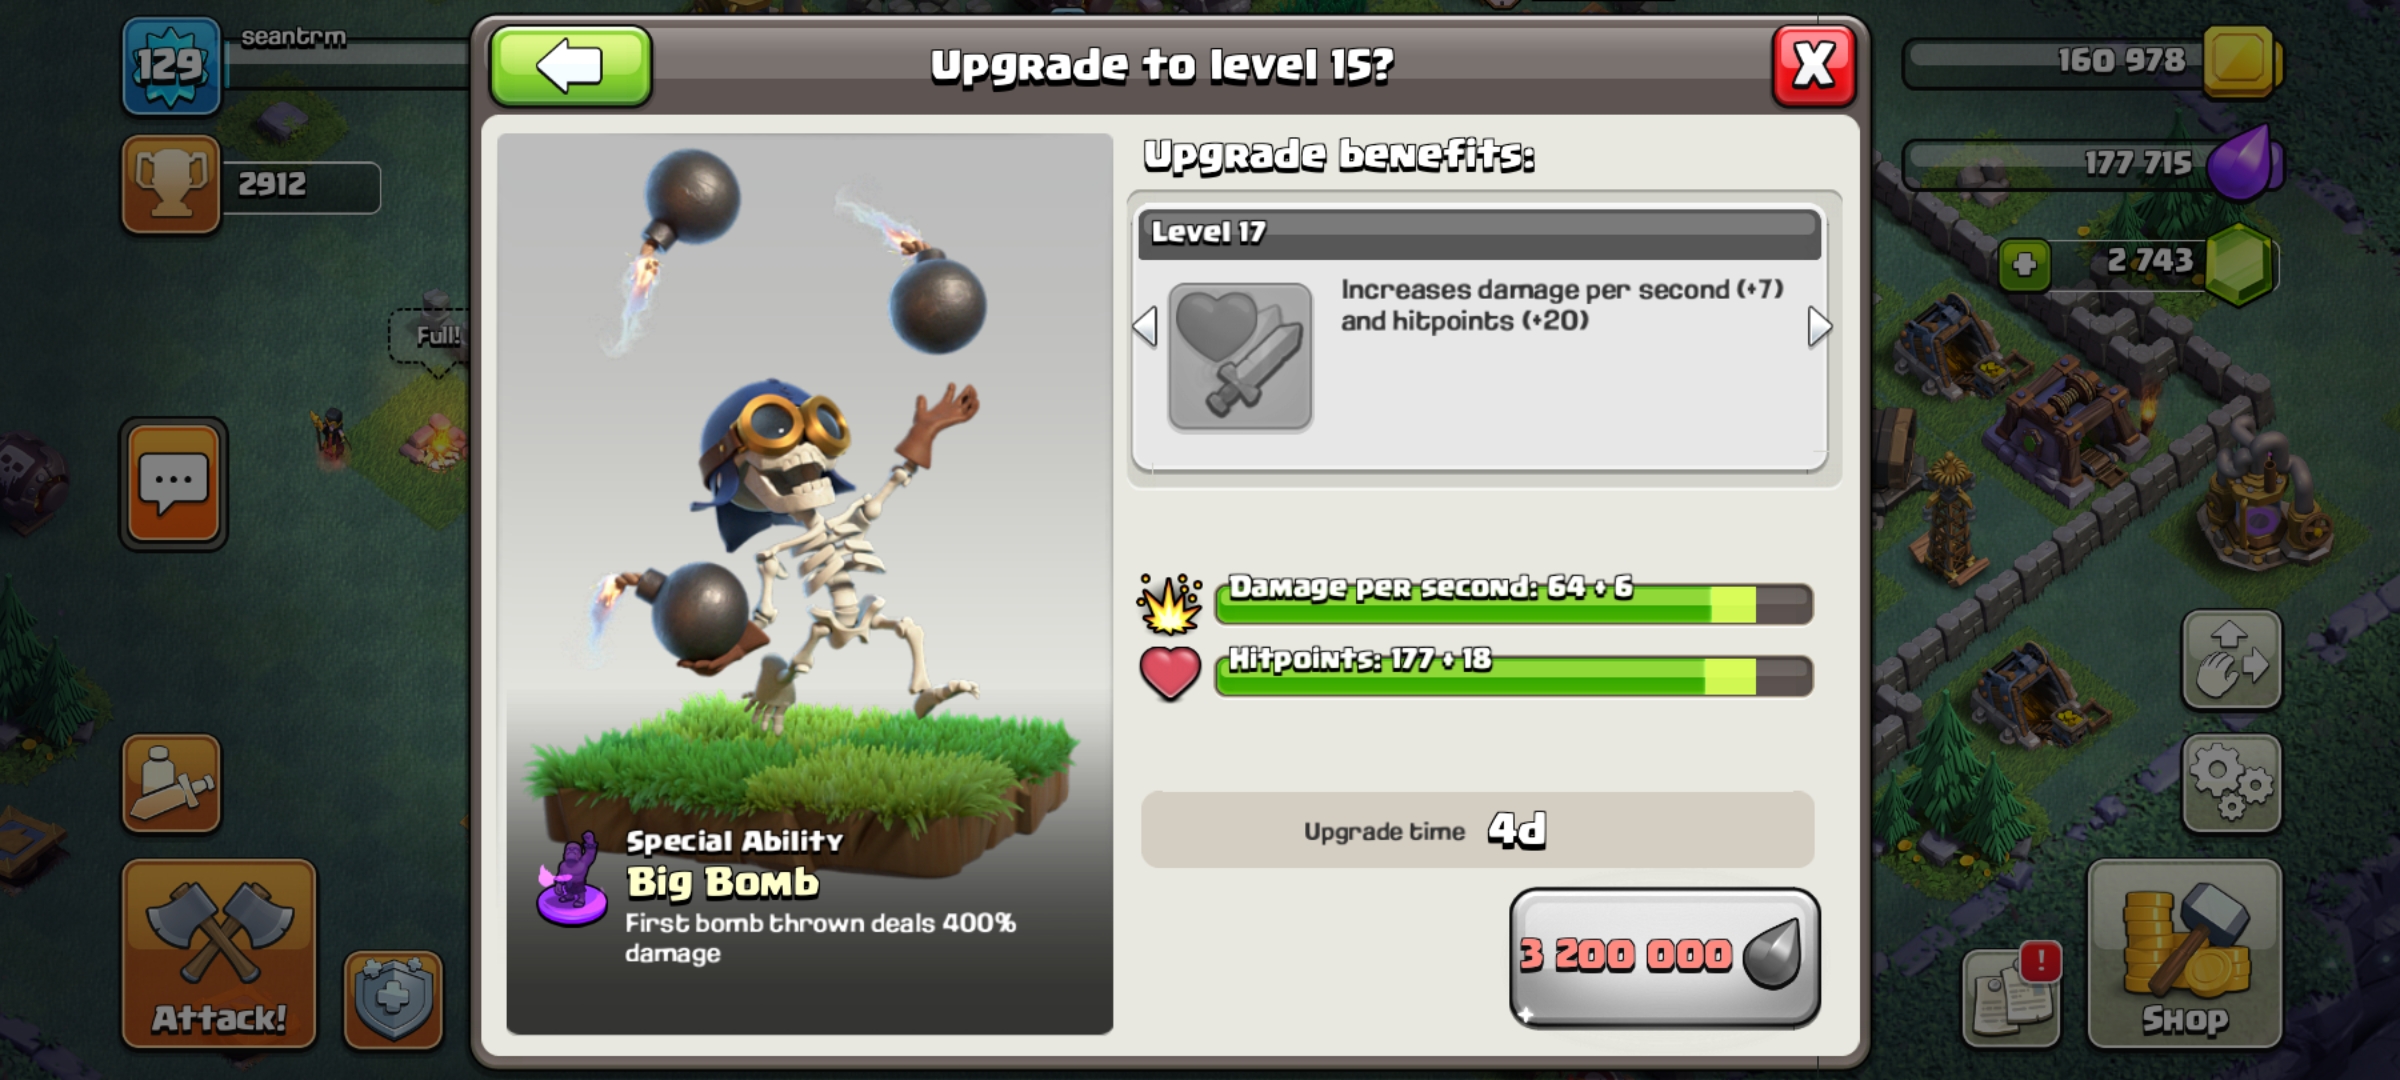 129
seantrm
Upgrade to level 15?
X
160 978
2912
177 715
2 743
Full!
Upgrade benefits:
Level 17
Increases damage per second (+7)
and hitpoints (+20)
Damage per second: 64 + 6
Hitpoints: 177 + 18
Upgrade time 4d
Special Ability
Big Bomb
First bomb thrown deals 400%
damage
3 200 000
Attack!
!
Shop